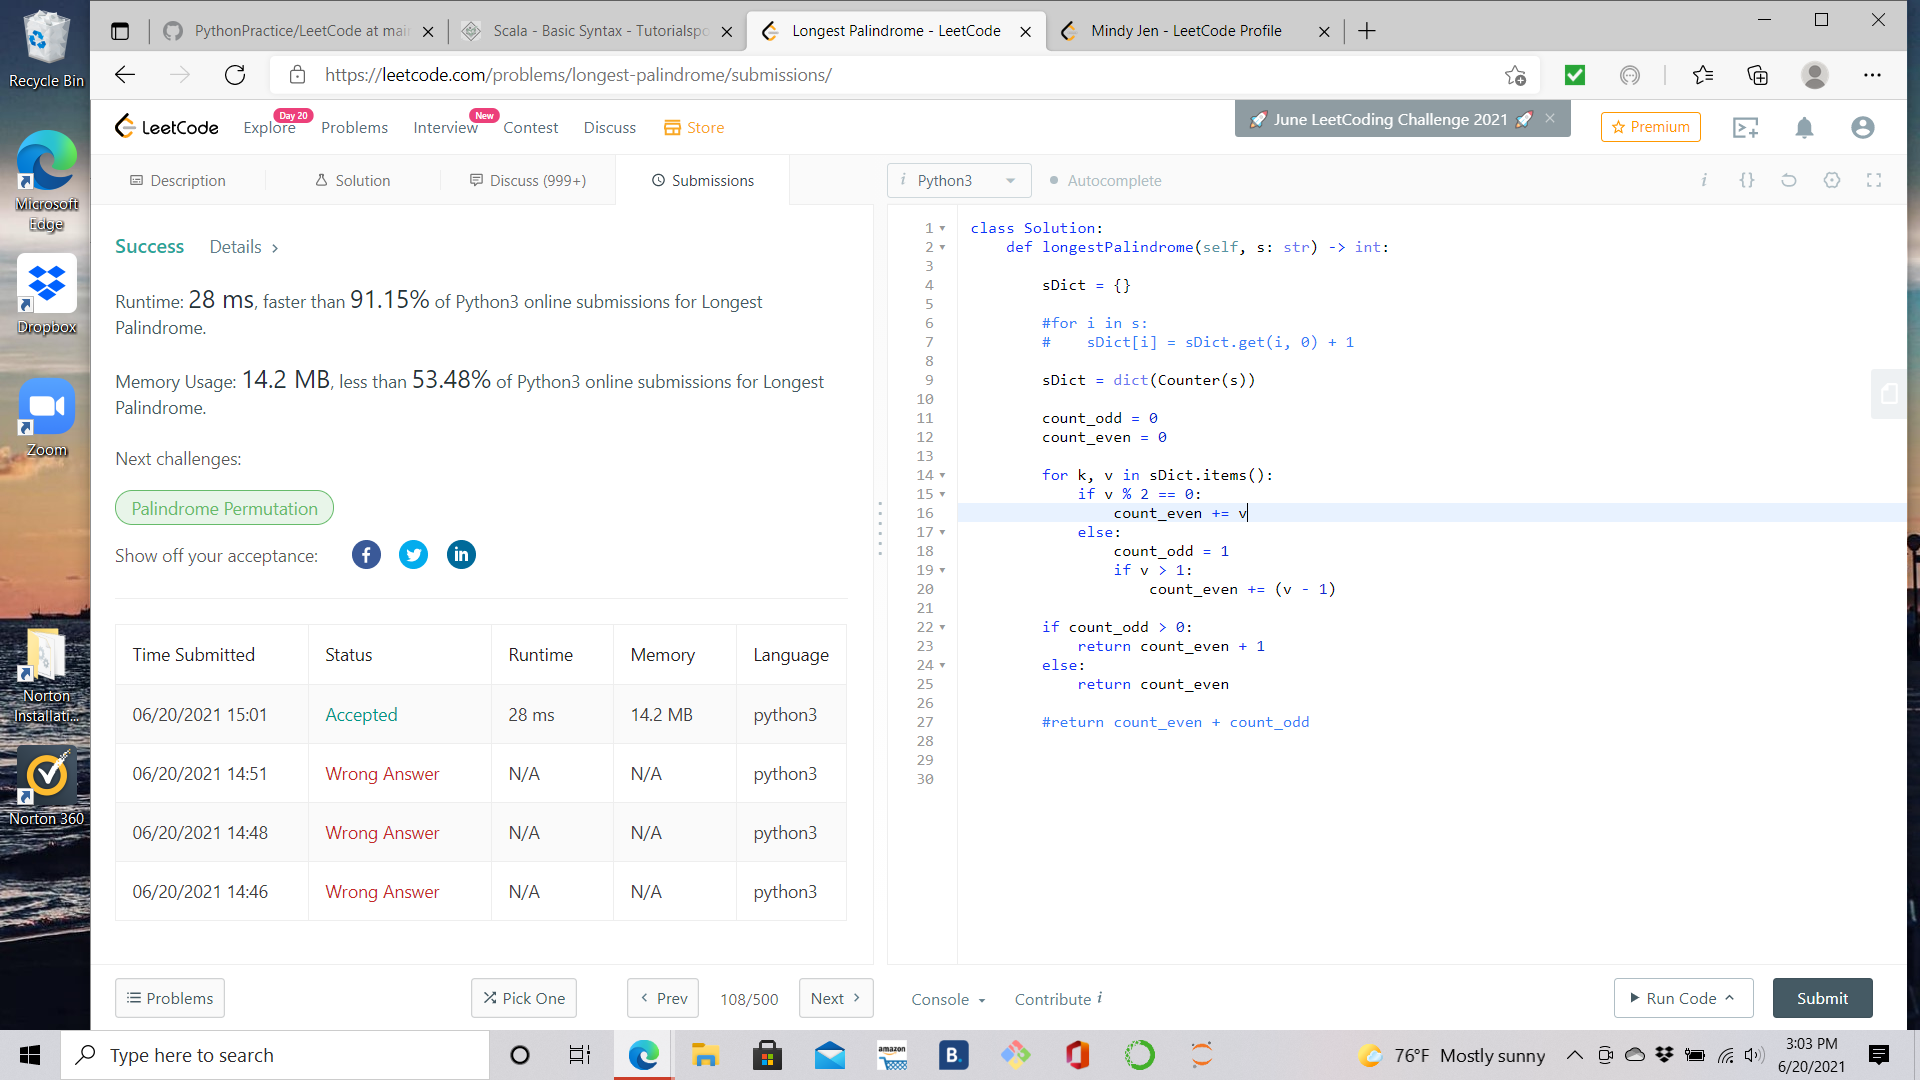 Recycle Bin
Microsoft Edge
Dropbox
Zoom
Norton Installati...
Norton 360
PythonPractice/LeetCode at mai
Scala - Basic Syntax - Tutorialspo
Longest Palindrome - LeetCode
Mindy Jen - LeetCode Profile
https://leetcode.com/problems/longest-palindrome/submissions/
LeetCode
Explore
Day 20
Problems
Interview
New
Contest
Discuss
Store
June LeetCoding Challenge 2021
Premium
Description
Solution
Discuss (999+)
Submissions
i Python3
Autocomplete
i
{}
Success
Details >
Runtime: 28 ms, faster than 91.15% of Python3 online submissions for Longest
Palindrome.
Memory Usage: 14.2 MB, less than 53.48% of Python3 online submissions for Longest
Palindrome.
Next challenges:
Palindrome Permutation
Show off your acceptance:
Time Submitted Status Runtime Memory Language
06/20/2021 15:01 Accepted 28 ms 14.2 MB python3
06/20/2021 14:51 Wrong Answer N/A N/A python3
06/20/2021 14:48 Wrong Answer N/A N/A python3
06/20/2021 14:46 Wrong Answer N/A N/A python3
1 class Solution:
2 def longestPalindrome(self, s: str) -> int:
3
4 sDict = {}
5
6 #for i in s:
7 # sDict[i] = sDict.get(i, 0) + 1
8
9 sDict = dict(Counter(s))
10
11 count_odd = 0
12 count_even = 0
13
14 for k, v in sDict.items():
15 if v % 2 == 0:
16 count_even += v
17 else:
18 count_odd = 1
19 if v > 1:
20 count_even += (v - 1)
21
22 if count_odd > 0:
23 return count_even + 1
24 else:
25 return count_even
26
27 #return count_even + count_odd
28
29
30
Problems
Pick One
< Prev
108/500
Next >
Console
Contribute i
Run Code
Submit
Type here to search
amazon
B.
76°F Mostly sunny
3:03 PM
6/20/2021